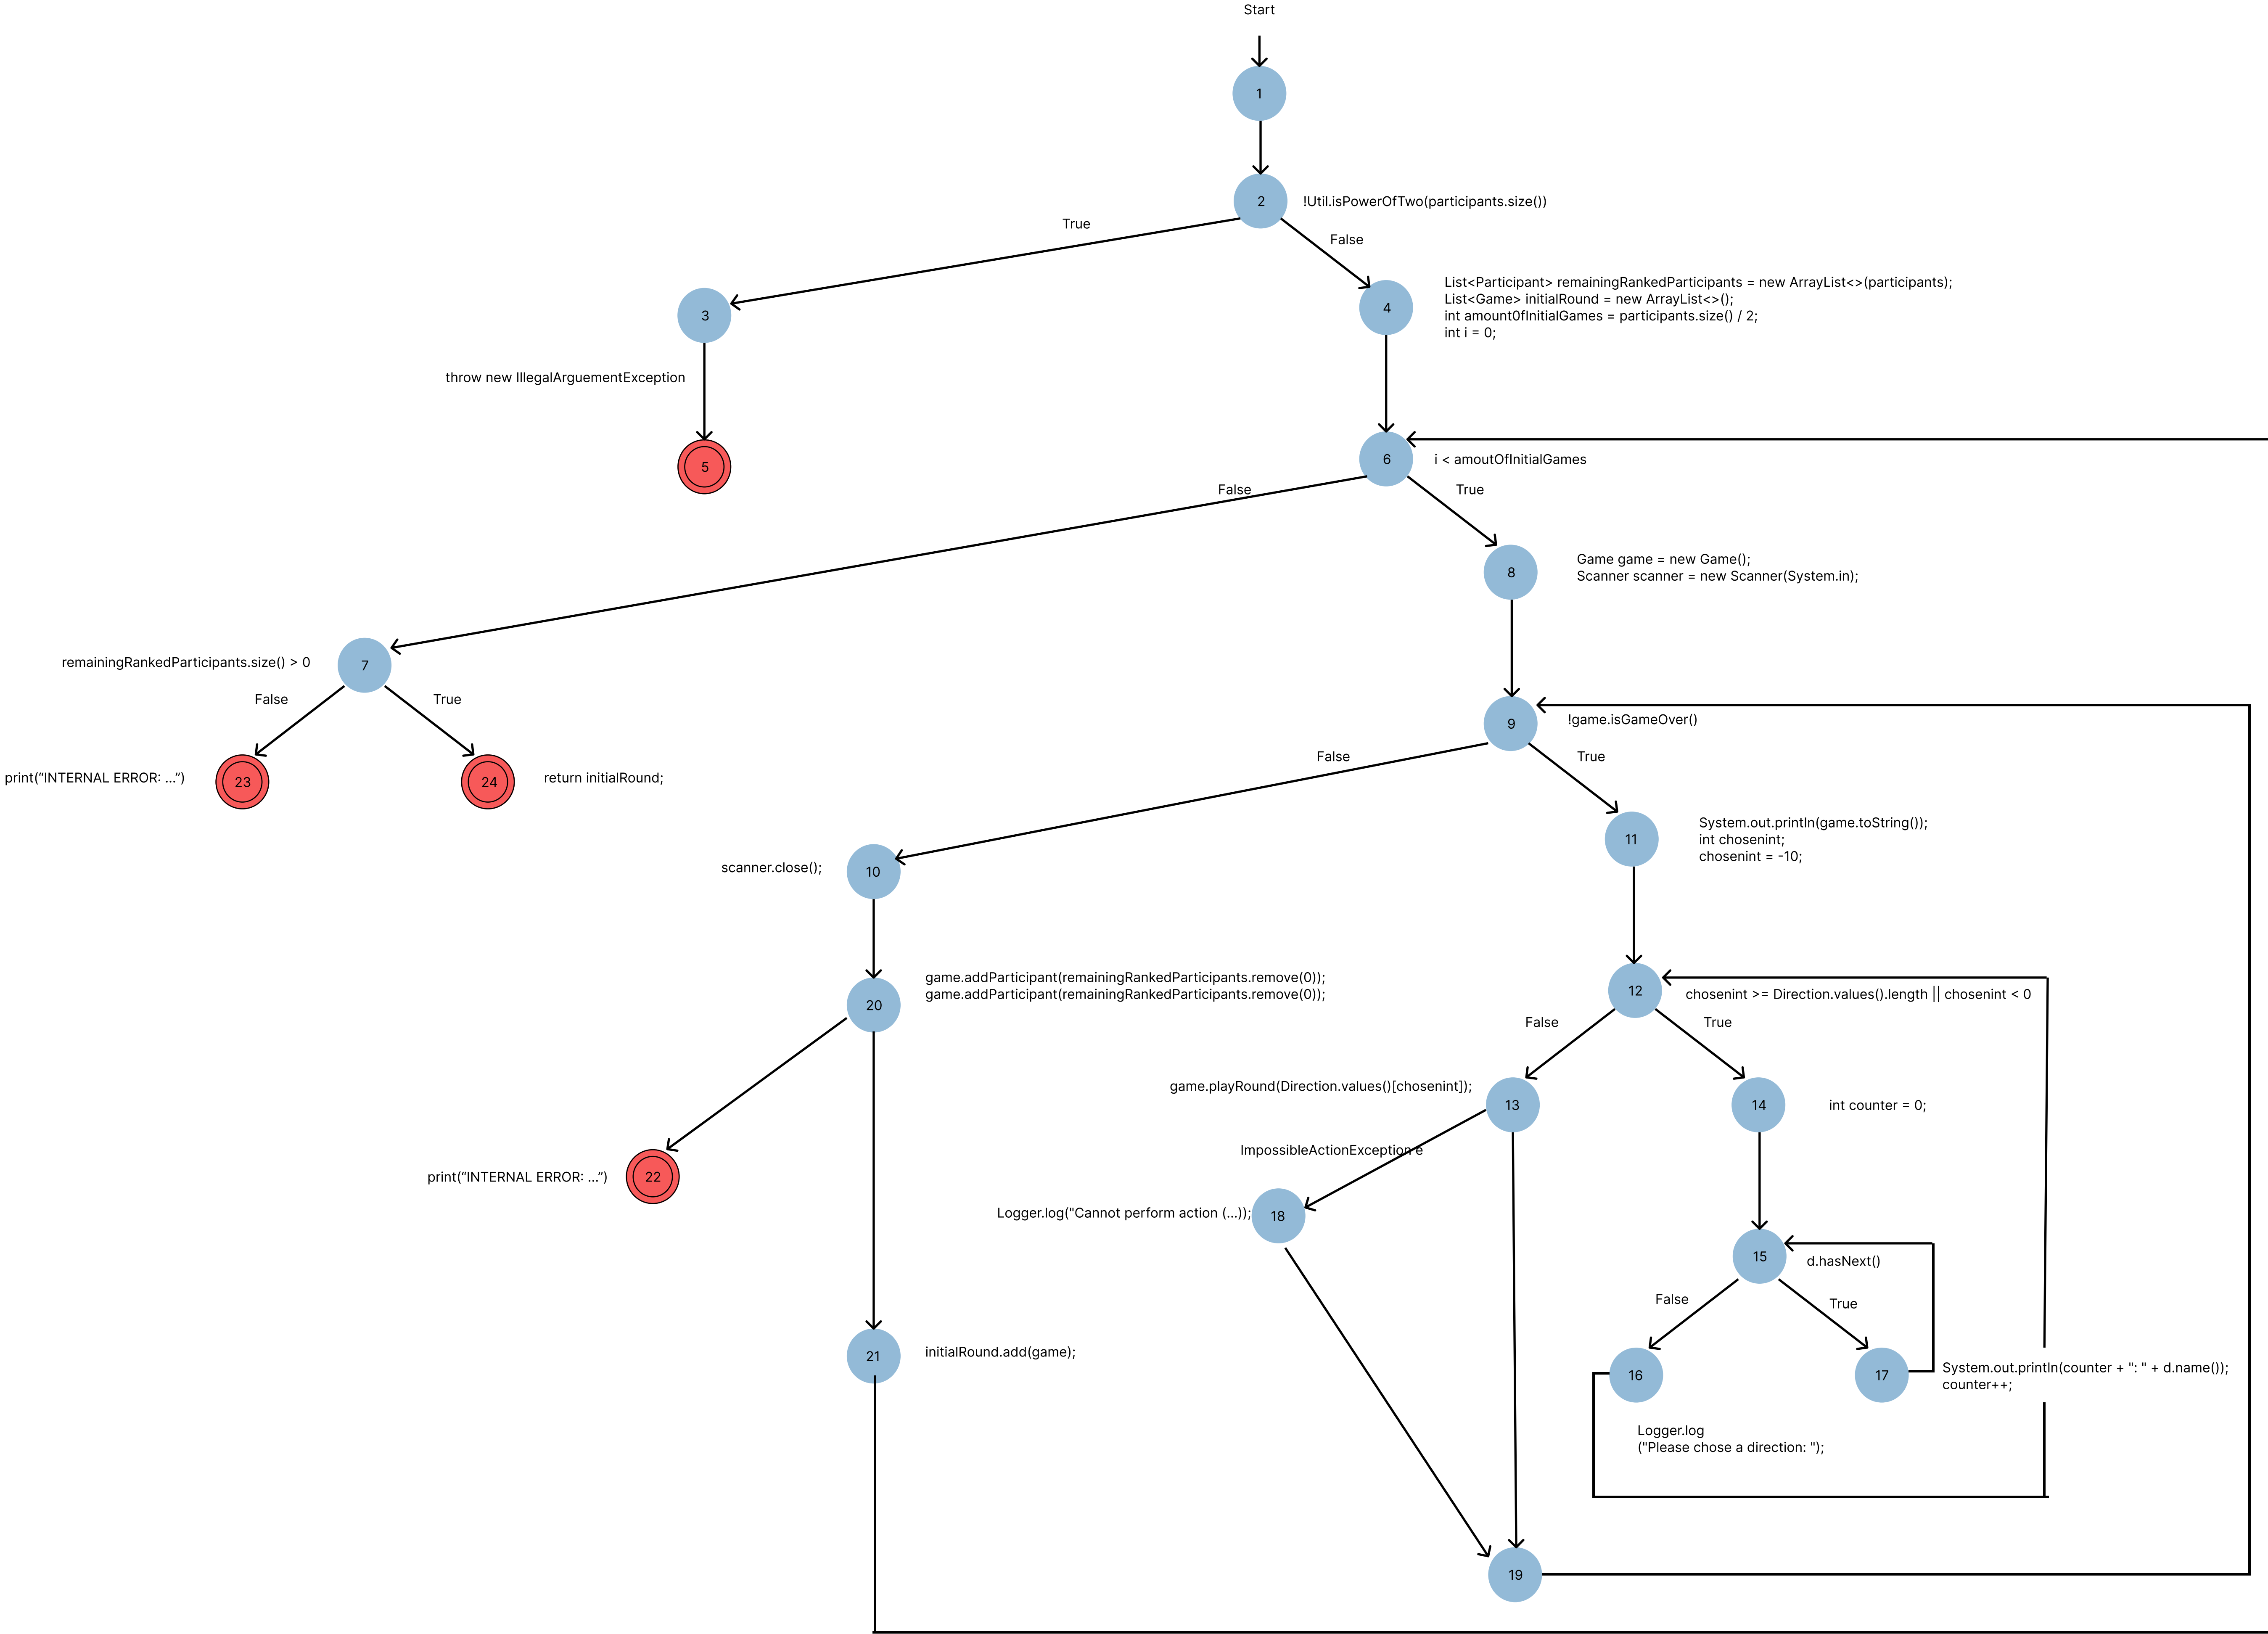 Start
1
2
!Util.isPowerOfTwo(participants.size())
True
False
3
4
List<Participant> remainingRankedParticipants = new ArrayList<>(participants);
List<Game> initialRound = new ArrayList<>();
int amount0fInitialGames = participants.size() / 2;
int i = 0;
throw new IllegalArguementException
5
6
i < amoutOfInitialGames
False
True
8
Game game = new Game();
Scanner scanner = new Scanner(System.in);
remainingRankedParticipants.size() > 0
7
False
True
9
!game.isGameOver()
print(“INTERNAL ERROR: ...”)
23
24
return initialRound;
False
True
11
System.out.println(game.toString());
int chosenint;
chosenint = -10;
scanner.close();
10
20
game.addParticipant(remainingRankedParticipants.remove(0));
game.addParticipant(remainingRankedParticipants.remove(0));
12
chosenint >= Direction.values().length || chosenint < 0
False
True
game.playRound(Direction.values()[chosenint]);
13
14
int counter = 0;
ImpossibleActionException e
print(“INTERNAL ERROR: ...”)
22
Logger.log("Cannot perform action (...));
18
15
d.hasNext()
False
True
21
initialRound.add(game);
16
17
System.out.println(counter + ": " + d.name());
counter++;
Logger.log
("Please chose a direction: ");
19